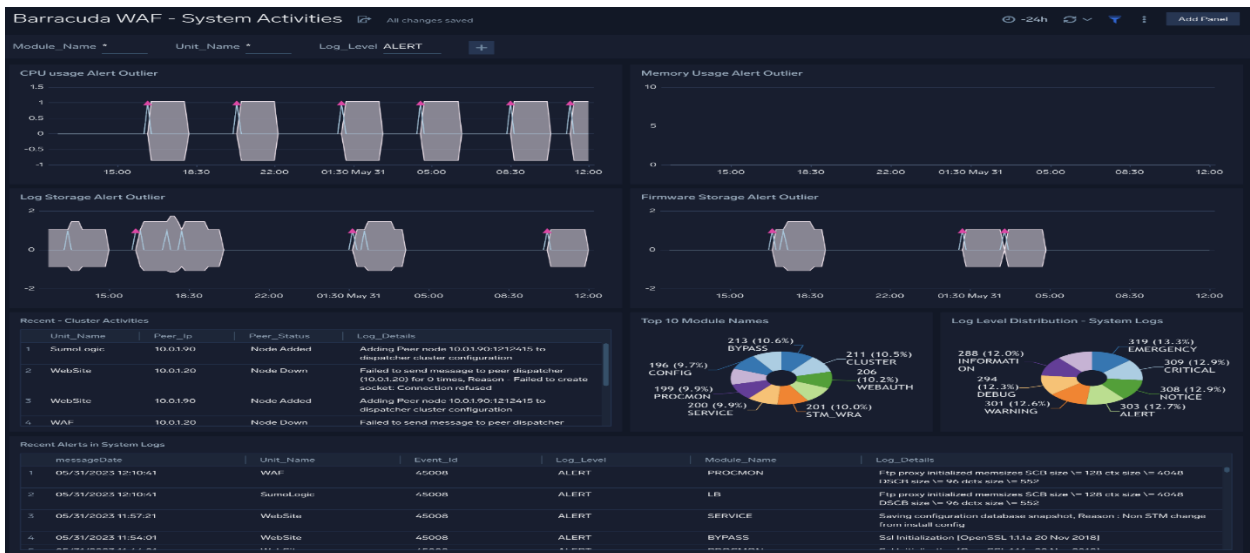 Barracuda WAF - System Activities All changes saved -24h Add Panel
Module_Name * Unit_Name * Log_Level ALERT +
CPU usage Alert Outlier
1.5
1
0.5
0
-0.5
-1
15:00 18:30 22:00 01:30 May 31 05:00 08:30 12:00
Memory Usage Alert Outlier
10
5
0
15:00 18:30 22:00 01:30 May 31 05:00 08:30 12:00
Log Storage Alert Outlier
2
0
-2
15:00 18:30 22:00 01:30 May 31 05:00 08:30 12:00
Firmware Storage Alert Outlier
2
0
-2
15:00 18:30 22:00 01:30 May 31 05:00 08:30 12:00
Recent - Cluster Activities
Unit_Name Peer_Ip Peer_Status Log_Details
1 SumoLogic 10.0.1.90 Node Added Adding Peer node 10.0.1.90:1212415 to
dispatcher cluster configuration
2 WebSite 10.0.1.20 Node Down Failed to send message to peer dispatcher
(10.0.1.20) for 0 times, Reason - Failed to create
socket: Connection refused
3 WebSite 10.0.1.90 Node Added Adding Peer node 10.0.1.90:1212415 to
dispatcher cluster configuration
4 WAF 10.0.1.20 Node Down Failed to send message to peer dispatcher
Top 10 Module Names
213 (10.6%)
BYPASS
211 (10.5%)
CLUSTER
206
(10.2%)
WEBAUTH
201 (10.0%)
STM_WRA
200 (9.9%)
SERVICE
199 (9.9%)
PROCMON
196 (9.7%)
CONFIG
Log Level Distribution - System Logs
319 (13.3%)
EMERGENCY
309 (12.9%)
CRITICAL
308 (12.9%)
NOTICE
303 (12.7%)
ALERT
301 (12.6%)
WARNING
294
(12.3%)
DEBUG
288 (12.0%)
INFORMATI
ON
Recent Alerts in System Logs
messageDate Unit_Name Event_Id Log_Level Module_Name Log_Details
1 05/31/2023 12:10:41 WAF 45008 ALERT PROCMON Ftp proxy initialized memsizes SCB size \= 128 ctx size \= 4048
DSCB size \= 96 dctx size \= 552
2 05/31/2023 12:10:41 SumoLogic 45008 ALERT LB Ftp proxy initialized memsizes SCB size \= 128 ctx size \= 4048
DSCB size \= 96 dctx size \= 552
3 05/31/2023 11:57:21 WebSite 45008 ALERT SERVICE Saving configuration database snapshot, Reason : Non STM change
from install config
4 05/31/2023 11:54:01 WebSite 45008 ALERT BYPASS Ssl Initialization [OpenSSL 1.1.1a 20 Nov 2018]